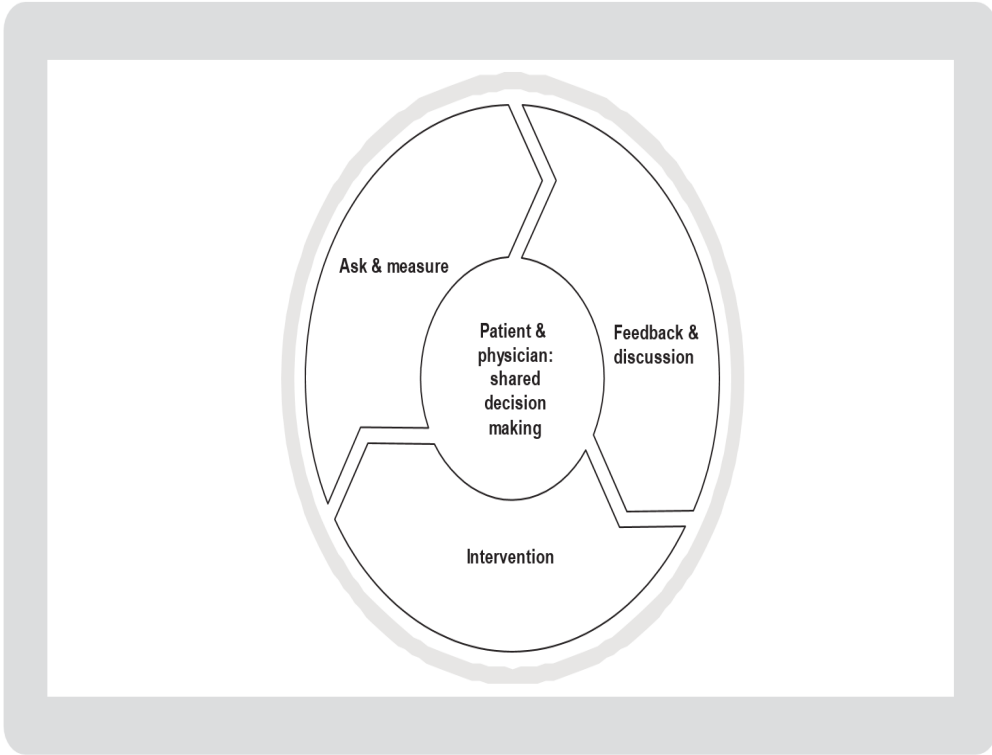 Ask & measure
Patient &
physician:
shared
decision
making
Feedback &
discussion
Intervention